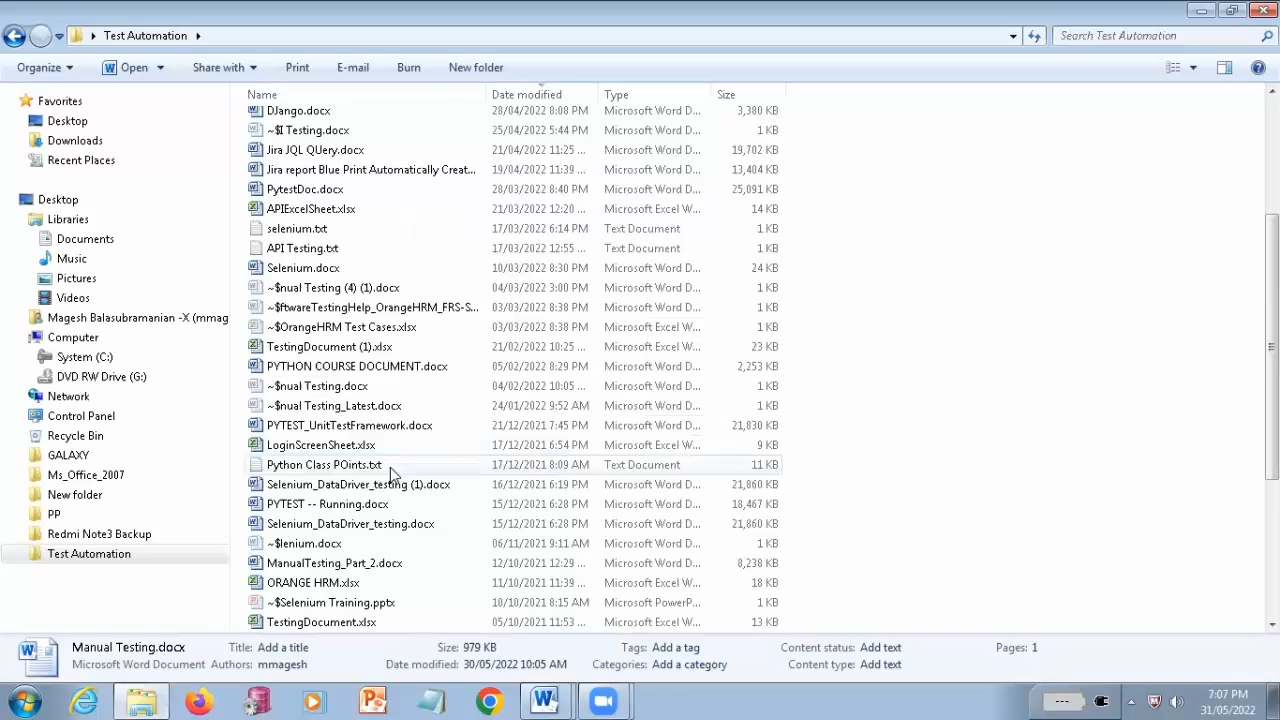 Test Automation
Search Test Automation
Organize Open Share with Print E-mail Burn New folder
Name Date modified Type Size
Favorites
Desktop
Downloads
Recent Places
Desktop
Libraries
Documents
Music
Pictures
Videos
Magesh Balasubramanian -X (mmag
Computer
System (C:)
DVD RW Drive (G:)
Network
Control Panel
Recycle Bin
GALAXY
Ms_Office_2007
New folder
PP
Redmi Note3 Backup
Test Automation
DJango.docx 28/04/2022 8:08 PM Microsoft Word D... 3,380 KB
~$I Testing.docx 25/04/2022 5:44 PM Microsoft Word D... 1 KB
Jira JQL QUery.docx 21/04/2022 11:25 ... Microsoft Word D... 19,702 KB
Jira report Blue Print Automatically Creat... 19/04/2022 11:39 ... Microsoft Word D... 13,404 KB
PytestDoc.docx 28/03/2022 8:40 PM Microsoft Word D... 25,091 KB
APIExcelSheet.xlsx 21/03/2022 12:20 ... Microsoft Excel W... 14 KB
selenium.txt 17/03/2022 6:14 PM Text Document 1 KB
API Testing.txt 17/03/2022 12:55 ... Text Document 1 KB
Selenium.docx 10/03/2022 8:30 PM Microsoft Word D... 24 KB
~$nual Testing (4) (1).docx 04/03/2022 3:00 PM Microsoft Word D... 1 KB
~$ftwareTestingHelp_OrangeHRM_FRS-S... 03/03/2022 8:38 PM Microsoft Word D... 1 KB
~$OrangeHRM Test Cases.xlsx 03/03/2022 8:38 PM Microsoft Excel W... 1 KB
TestingDocument (1).xlsx 21/02/2022 10:25 ... Microsoft Excel W... 23 KB
PYTHON COURSE DOCUMENT.docx 05/02/2022 8:29 PM Microsoft Word D... 2,253 KB
~$nual Testing.docx 04/02/2022 10:05 ... Microsoft Word D... 1 KB
~$nual Testing_Latest.docx 24/01/2022 9:52 AM Microsoft Word D... 1 KB
PYTEST_UnitTestFramework.docx 21/12/2021 7:45 PM Microsoft Word D... 21,830 KB
LoginScreenSheet.xlsx 17/12/2021 6:54 PM Microsoft Excel W... 9 KB
Python Class POints.txt 17/12/2021 8:09 AM Text Document 11 KB
Selenium_DataDriver_testing (1).docx 16/12/2021 6:19 PM Microsoft Word D... 21,860 KB
PYTEST -- Running.docx 15/12/2021 6:28 PM Microsoft Word D... 18,467 KB
Selenium_DataDriver_testing.docx 15/12/2021 6:28 PM Microsoft Word D... 21,860 KB
~$lenium.docx 06/11/2021 9:11 AM Microsoft Word D... 1 KB
ManualTesting_Part_2.docx 12/10/2021 12:29 ... Microsoft Word D... 8,238 KB
ORANGE HRM.xlsx 11/10/2021 11:39 ... Microsoft Excel W... 18 KB
~$Selenium Training.pptx 10/10/2021 8:15 AM Microsoft PowerP... 1 KB
TestingDocument.xlsx 05/10/2021 11:53 ... Microsoft Excel W... 13 KB
Manual Testing.docx Title: Add a title Size: 979 KB Tags: Add a tag Content status: Add text Pages: 1
Microsoft Word Document Authors: mmagesh Date modified: 30/05/2022 10:05 AM Categories: Add a category Content type: Add text
7:07 PM
31/05/2022